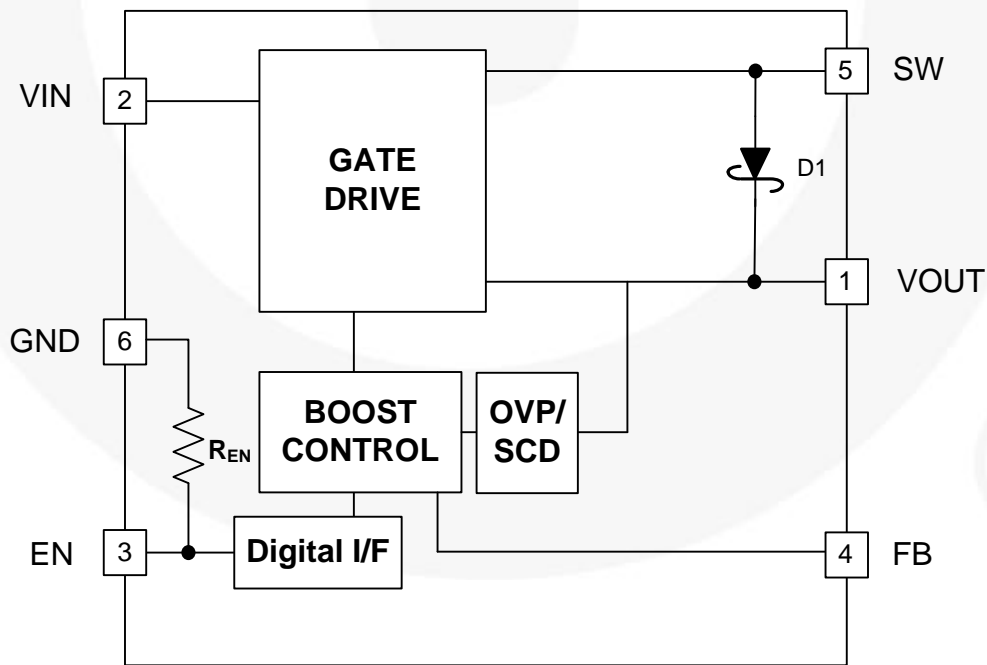 VIN
2
GATE
DRIVE
5
SW
D1
1
VOUT
GND
6
R_EN
BOOST
CONTROL
OVP/
SCD
EN
3
Digital I/F
4
FB